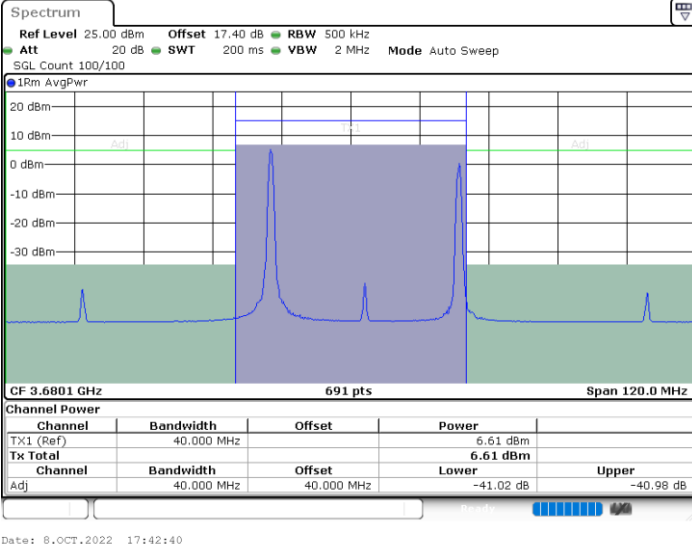 Spectrum
Ref Level 25.00 dBm Offset 17.40 dB RBW 500 kHz
Att 20 dB SWT 200 ms VBW 2 MHz Mode Auto Sweep
SGL Count 100/100
1Rm AvgPwr
20 dBm
TX1
10 dBm
Adj Adj
0 dBm
-10 dBm
-20 dBm
-30 dBm
CF 3.6801 GHz 691 pts Span 120.0 MHz
Channel Power
Channel Bandwidth Offset Power
TX1 (Ref) 40.000 MHz 6.61 dBm
Tx Total 6.61 dBm
Channel Bandwidth Offset Lower Upper
Adj 40.000 MHz 40.000 MHz -41.02 dB -40.98 dB
Ready
Date: 8.OCT.2022 17:42:40